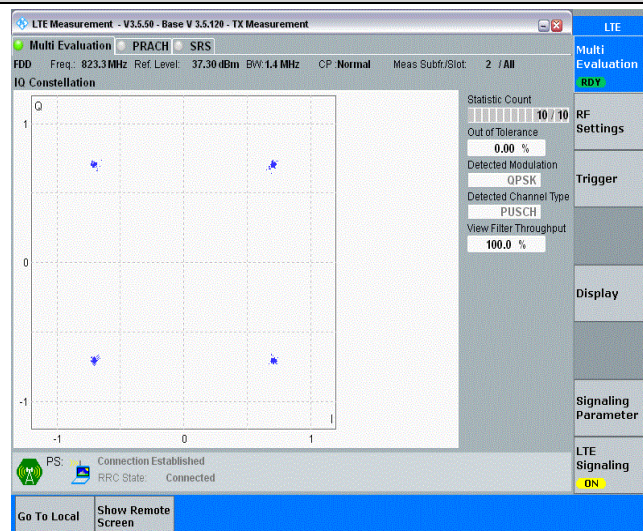 LTE Measurement - V3.5.50 - Base V 3.5.120 - TX Measurement
LTE
Multi Evaluation PRACH SRS
FDD Freq.: 823.3 MHz Ref. Level: 37.30 dBm BW: 1.4 MHz CP :Normal Meas Subfr./Slot: 2 / All
IQ Constellation
Q
1
0
-1
-1 0 1
I
Statistic Count
10 / 10
Out of Tolerance
0.00 %
Detected Modulation
QPSK
Detected Channel Type
PUSCH
View Filter Throughput
100.0 %
Multi
Evaluation
RDY
RF
Settings
Trigger
Display
Signaling
Parameter
LTE
Signaling
ON
PS: Connection Established
RRC State: Connected
Go To Local
Show Remote
Screen